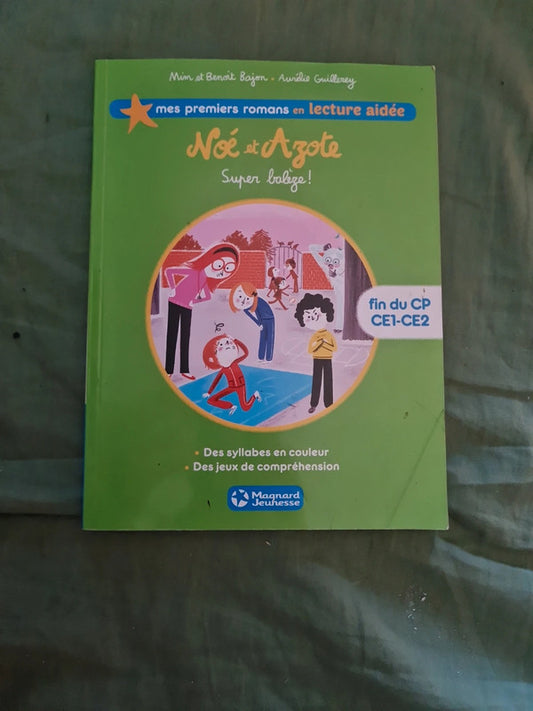 Mim et Benoît Bajon - Aurélie Guillerey
mes premiers romans en lecture aidée
Noé et Azote
Super balèze !
fin du CP
CE1-CE2
• Des syllabes en couleur
• Des jeux de compréhension
Magnard
Jeunesse